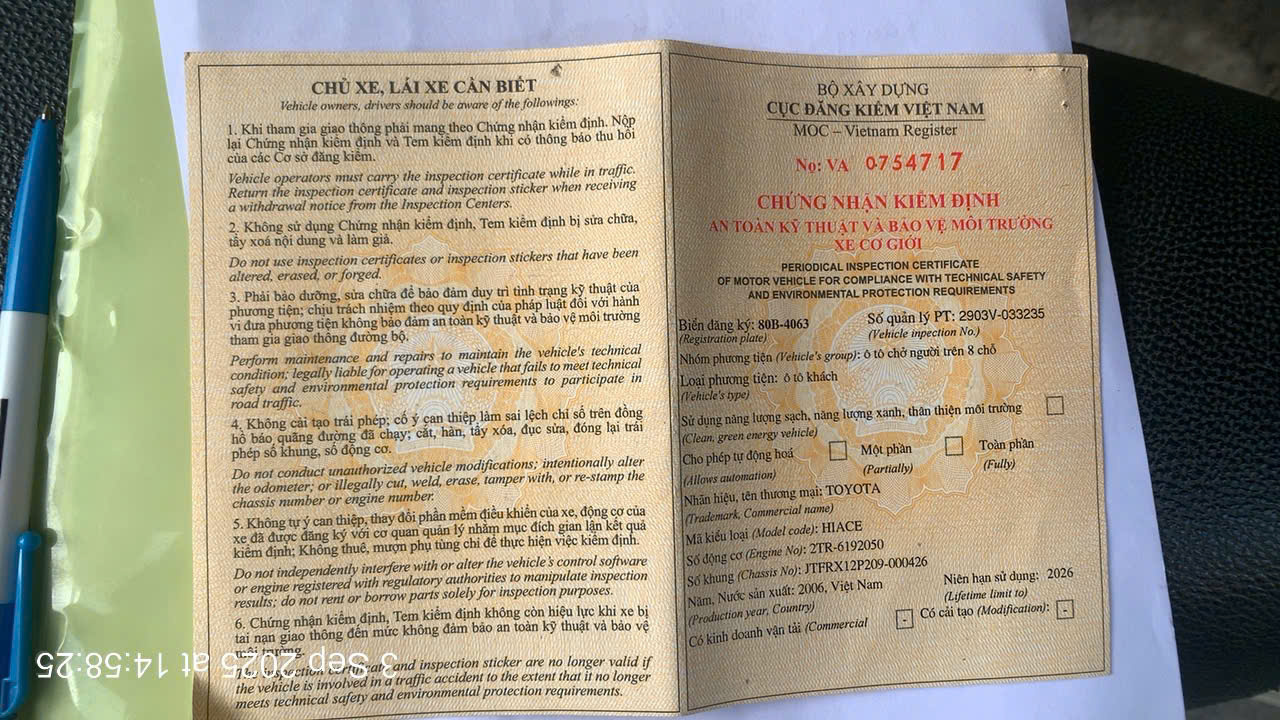 CHỦ XE, LÁI XE CẦN BIẾT
Vehicle owners, drivers should be aware of the followings:
1. Khi tham gia giao thông phải mang theo Chứng nhận kiểm định. Nộp
lại Chứng nhận kiểm định và Tem kiểm định khi có thông báo thu hồi
của các Cơ sở đăng kiểm.
Vehicle operators must carry the inspection certificate while in traffic.
Return the inspection certificate and inspection sticker when receiving
a withdrawal notice from the Inspection Centers.
2. Không sử dụng Chứng nhận kiểm định, Tem kiểm định bị sửa chữa,
tẩy xoá nội dung và làm giả.
Do not use inspection certificates or inspection stickers that have been
altered, erased, or forged.
3. Phải bảo dưỡng, sửa chữa để bảo đảm duy trì tình trạng kỹ thuật của
phương tiện; chịu trách nhiệm theo quy định của pháp luật đối với hành
vi đưa phương tiện không bảo đảm an toàn kỹ thuật và bảo vệ môi trường
tham gia giao thông đường bộ.
Perform maintenance and repairs to maintain the vehicle's technical
condition; legally liable for operating a vehicle that fails to meet technical
safety and environmental protection requirements to participate in
road traffic.
4. Không cải tạo trái phép; cố ý can thiệp làm sai lệch chỉ số trên đồng
hồ báo quãng đường đã chạy; cắt, hàn, tẩy xóa, đục sửa, đóng lại trái
phép số khung, số động cơ.
Do not conduct unauthorized vehicle modifications; intentionally alter
the odometer; or illegally cut, weld, erase, tamper with, or re-stamp the
chassis number or engine number.
5. Không tự ý can thiệp, thay đổi phần mềm điều khiển của xe, động cơ của
xe đã được đăng ký với cơ quan quản lý nhằm mục đích gian lận kết quả
kiểm định; Không thuê, mượn phụ tùng chỉ để thực hiện việc kiểm định.
Do not independently interfere with or alter the vehicle's control software
or engine registered with regulatory authorities to manipulate inspection
results; do not rent or borrow parts solely for inspection purposes.
6. Chứng nhận kiểm định, Tem kiểm định không còn hiệu lực khi xe bị
tai nạn giao thông đến mức không đảm bảo an toàn kỹ thuật và bảo vệ
môi trường.
The inspection certificate and inspection sticker are no longer valid if
the vehicle is involved in a traffic accident to the extent that it no longer
meets technical safety and environmental protection requirements.
BỘ XÂY DỰNG
CỤC ĐĂNG KIỂM VIỆT NAM
MOC – Vietnam Register
No: VA 0754717
CHỨNG NHẬN KIỂM ĐỊNH
AN TOÀN KỸ THUẬT VÀ BẢO VỆ MÔI TRƯỜNG
XE CƠ GIỚI
PERIODICAL INSPECTION CERTIFICATE
OF MOTOR VEHICLE FOR COMPLIANCE WITH TECHNICAL SAFETY
AND ENVIRONMENTAL PROTECTION REQUIREMENTS
Biển đăng ký: 80B-4063 Số quản lý PT: 2903V-033235
(Registration plate) (Vehicle inpection No.)
Nhóm phương tiện (Vehicle's group): ô tô chở người trên 8 chỗ
Loại phương tiện: ô tô khách
(Vehicle's type)
Sử dụng năng lượng sạch, năng lượng xanh, thân thiện môi trường
(Clean, green energy vehicle)
Cho phép tự động hoá Một phần Toàn phần
(Allows automation) (Partially) (Fully)
Nhãn hiệu, tên thương mại: TOYOTA
(Trademark, Commercial name)
Mã kiểu loại (Model code): HIACE
Số động cơ (Engine No): 2TR-6192050
Số khung (Chassis No): JTFRX12P209-000426
Năm, Nước sản xuất: 2006, Việt Nam Niên hạn sử dụng: 2026
(Production year, Country) (Lifetime limit to)
Có kinh doanh vận tải (Commercial - Có cải tạo (Modification): -
3 Sep 2025 at 14:58:25